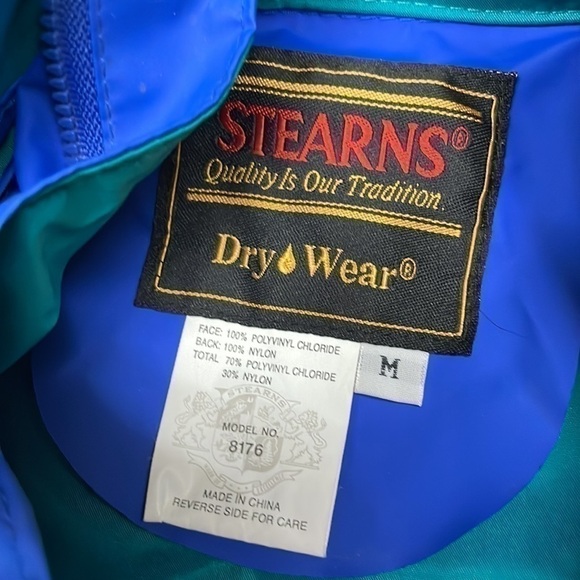 STEARNS®
Quality Is Our Tradition.
Dry Wear®
M
FACE: 100% POLYVINYL CHLORIDE
BACK: 100% NYLON
TOTAL 70% POLYVINYL CHLORIDE
30% NYLON
STEARNS
MODEL NO.
8176
MADE IN CHINA
REVERSE SIDE FOR CARE